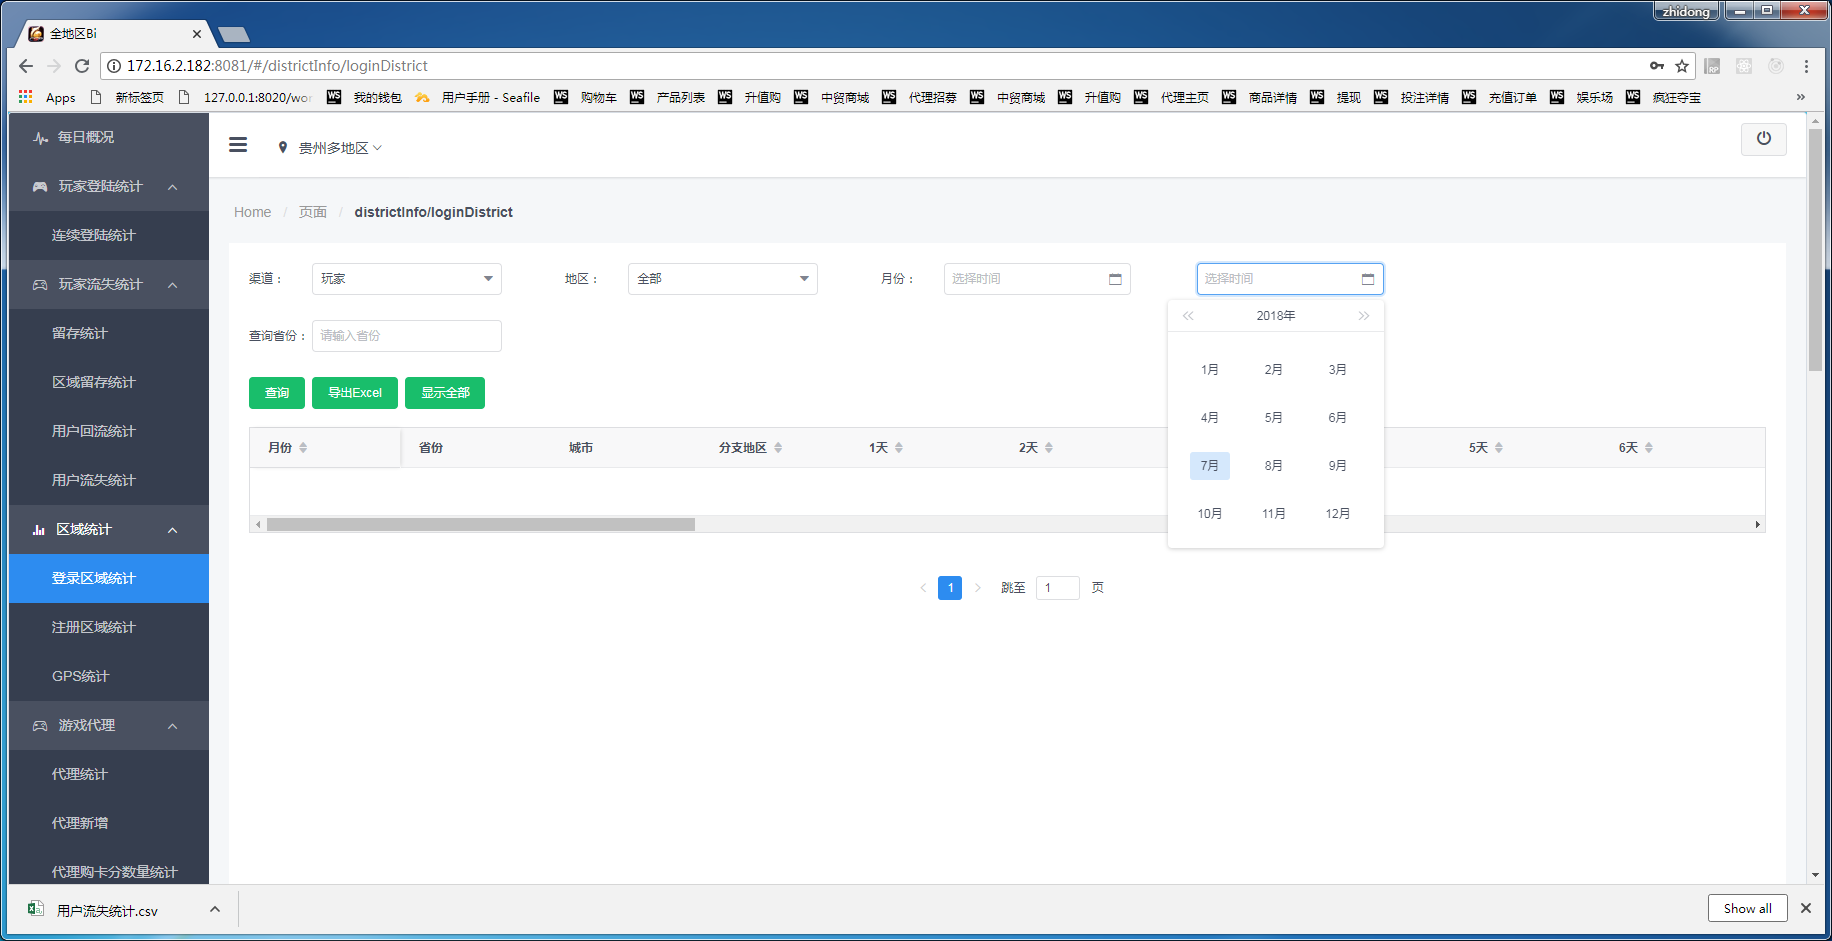 zhidong
全地区Bi
172.16.2.182:8081/#/districtInfo/loginDistrict
Apps 新标签页 127.0.0.1:8020/wor 我的钱包 用户手册 - Seafile 购物车 产品列表 升值购 中贸商城 代理招募 中贸商城 升值购 代理主页 商品详情 提现 投注详情 充值订单 娱乐场 疯狂夺宝 »
每日概况
玩家登陆统计
连续登陆统计
玩家流失统计
留存统计
区域留存统计
用户回流统计
用户流失统计
区域统计
登录区域统计
注册区域统计
GPS统计
游戏代理
代理统计
代理新增
代理购卡分数量统计
贵州多地区
Home / 页面 / districtInfo/loginDistrict
渠道： 玩家 地区： 全部 月份： 选择时间 选择时间
查询省份： 请输入省份
查询 导出Excel 显示全部
月份 省份 城市 分支地区 1天 2天 5天 6天
2018年
1月 2月 3月
4月 5月 6月
7月 8月 9月
10月 11月 12月
1 跳至 1 页
用户流失统计.csv
Show all